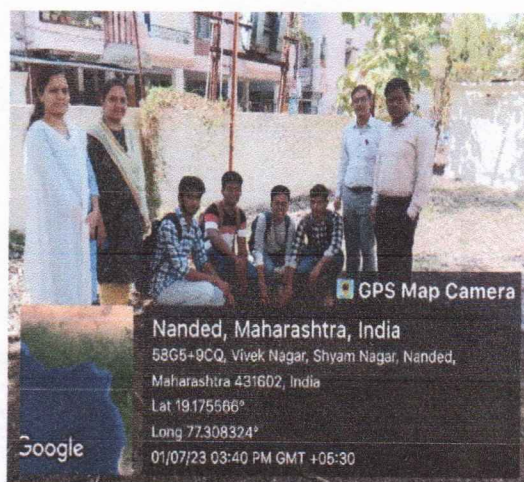 GPS Map Camera
Nanded, Maharashtra, India
58G5+9CQ, Vivek Nagar, Shyam Nagar, Nanded,
Maharashtra 431602, India
Lat 19.175566°
Long 77.308324°
01/07/23 03:40 PM GMT +05:30
Google